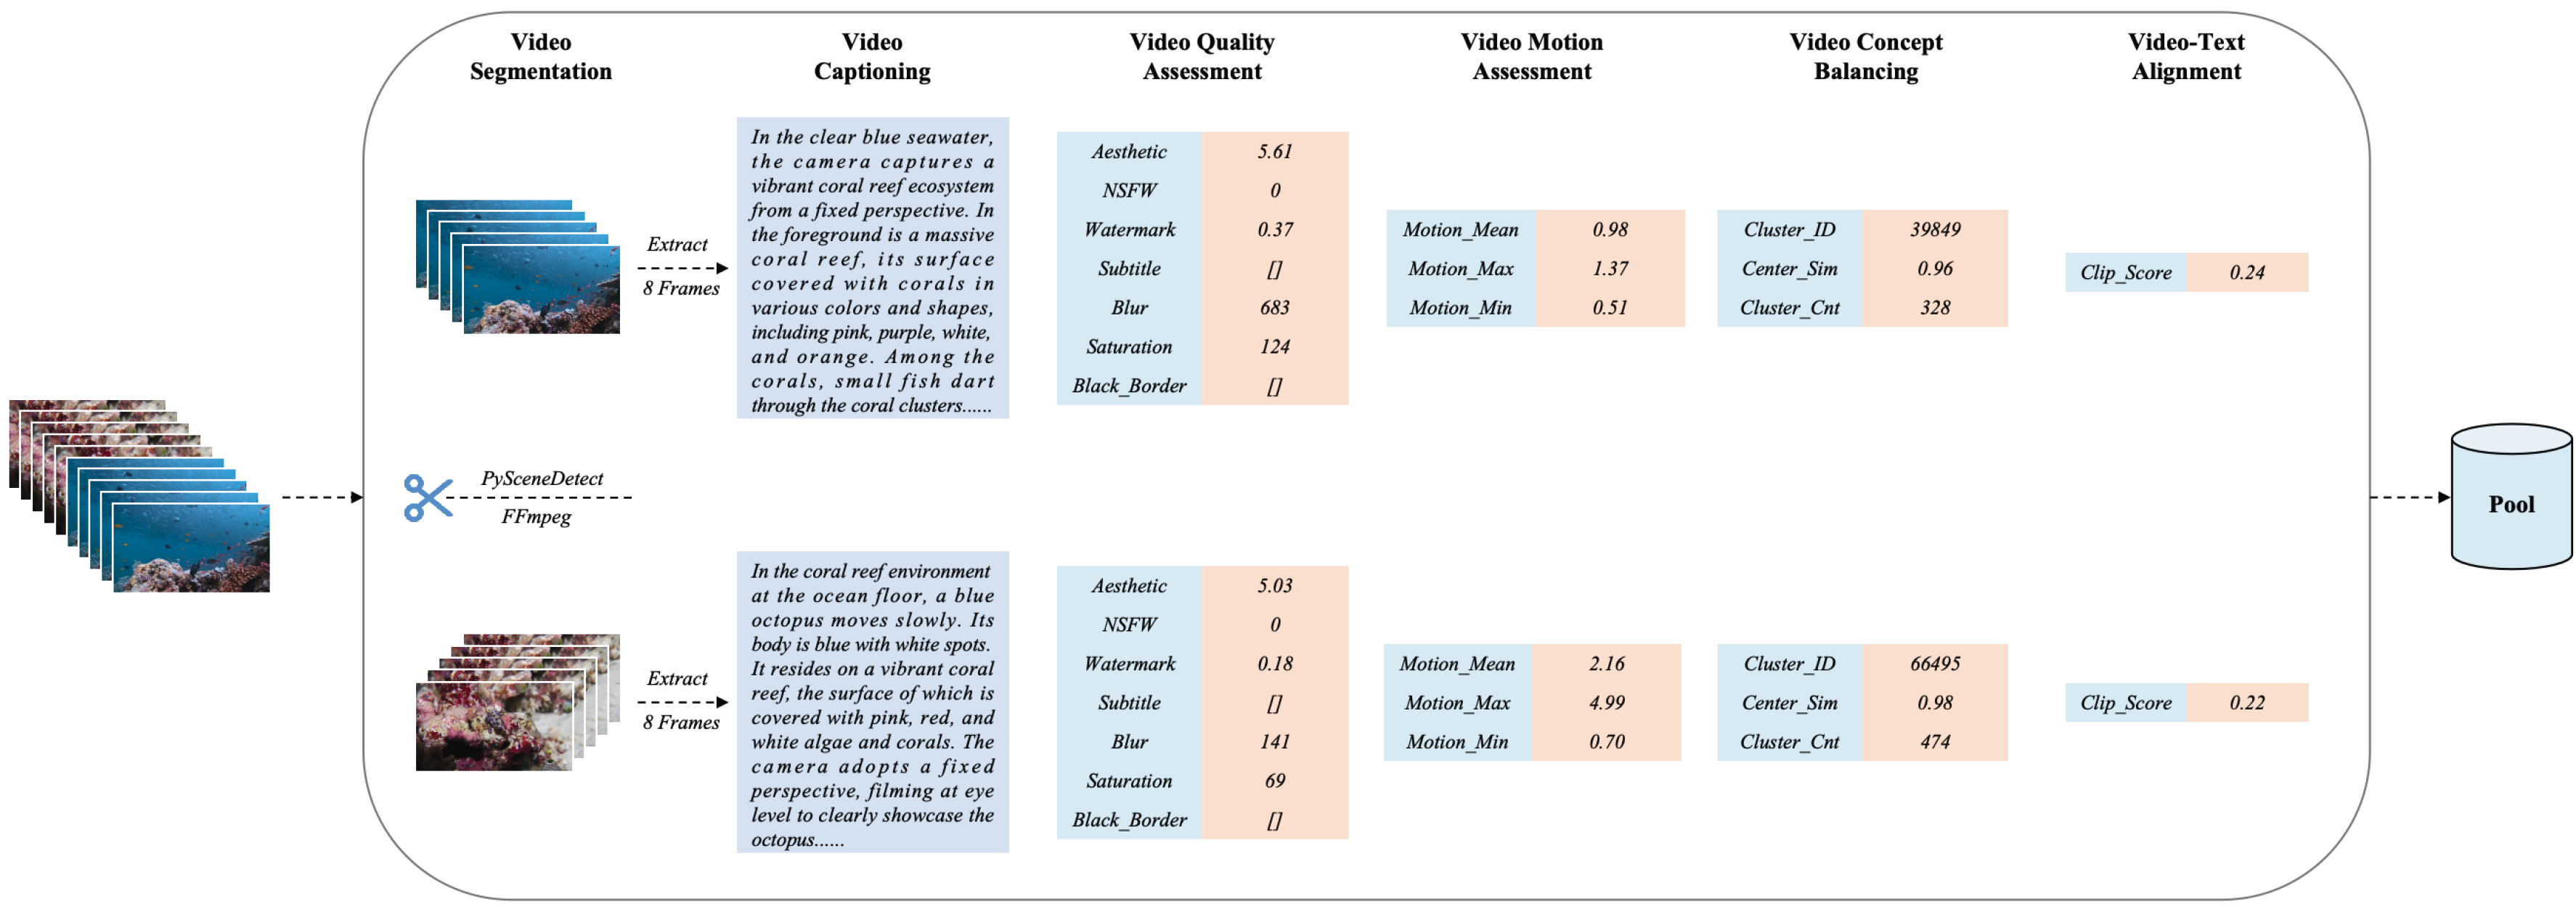 Video
Segmentation
Video
Captioning
Video Quality
Assessment
Video Motion
Assessment
Video Concept
Balancing
Video-Text
Alignment
Extract
8 Frames
In the clear blue seawater,
the camera captures a
vibrant coral reef ecosystem
from a fixed perspective. In
the foreground is a massive
coral reef, its surface
covered with corals in
various colors and shapes,
including pink, purple, white,
and orange. Among the
corals, small fish dart
through the coral clusters......
Aesthetic 5.61
NSFW 0
Watermark 0.37
Subtitle []
Blur 683
Saturation 124
Black_Border []
Motion_Mean 0.98
Motion_Max 1.37
Motion_Min 0.51
Cluster_ID 39849
Center_Sim 0.96
Cluster_Cnt 328
Clip_Score 0.24
PySceneDetect
FFmpeg
Extract
8 Frames
In the coral reef environment
at the ocean floor, a blue
octopus moves slowly. Its
body is blue with white spots.
It resides on a vibrant coral
reef, the surface of which is
covered with pink, red, and
white algae and corals. The
camera adopts a fixed
perspective, filming at eye
level to clearly showcase the
octopus......
Aesthetic 5.03
NSFW 0
Watermark 0.18
Subtitle []
Blur 141
Saturation 69
Black_Border []
Motion_Mean 2.16
Motion_Max 4.99
Motion_Min 0.70
Cluster_ID 66495
Center_Sim 0.98
Cluster_Cnt 474
Clip_Score 0.22
Pool